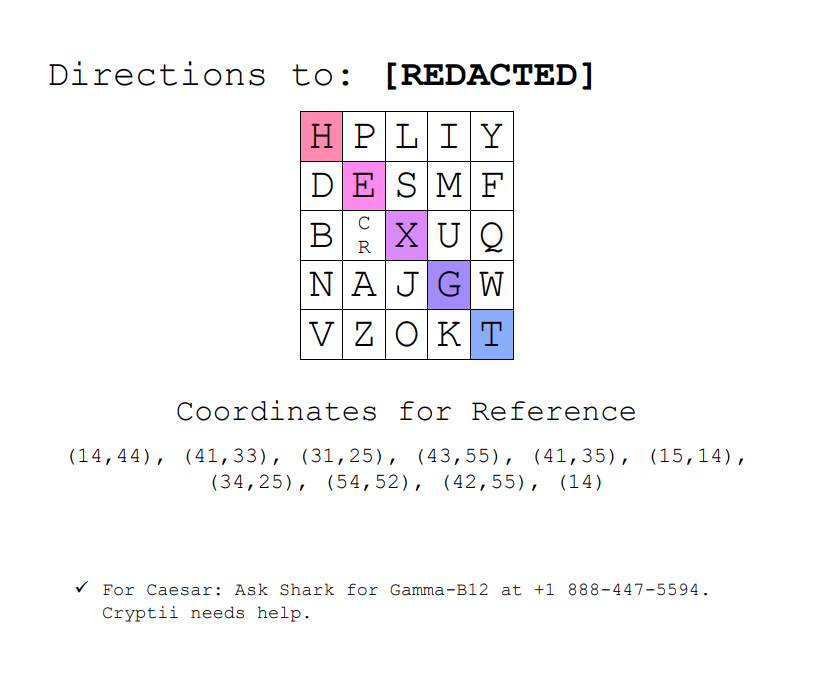 Directions to: [REDACTED]
H P L I Y
D E S M F
B C R X U Q
N A J G W
V Z O K T
Coordinates for Reference
(14,44), (41,33), (31,25), (43,55), (41,35), (15,14),
(34,25), (54,52), (42,55), (14)
✓ For Caesar: Ask Shark for Gamma-B12 at +1 888-447-5594.
Cryptii needs help.